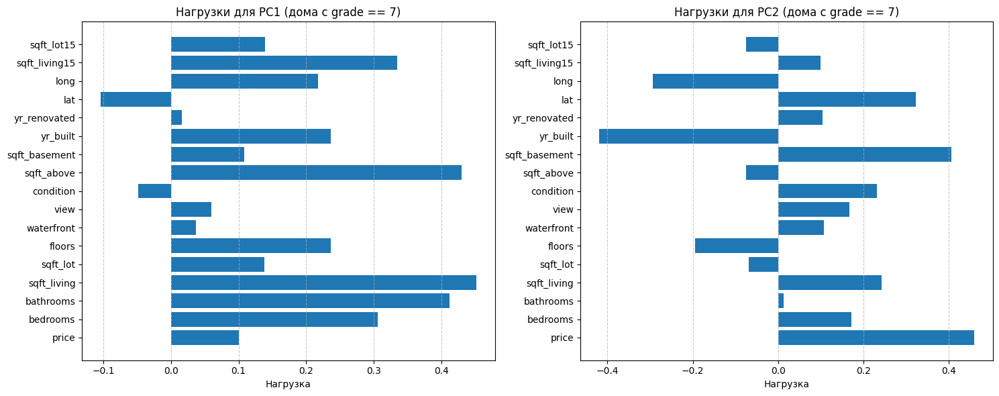 Нагрузки для PC1 (дома с grade == 7)
sqft_lot15
sqft_living15
long
lat
yr_renovated
yr_built
sqft_basement
sqft_above
condition
view
waterfront
floors
sqft_lot
sqft_living
bathrooms
bedrooms
price
−0.1
0.0
0.1
0.2
0.3
0.4
Нагрузка
Нагрузки для PC2 (дома с grade == 7)
sqft_lot15
sqft_living15
long
lat
yr_renovated
yr_built
sqft_basement
sqft_above
condition
view
waterfront
floors
sqft_lot
sqft_living
bathrooms
bedrooms
price
−0.4
−0.2
0.0
0.2
0.4
Нагрузка